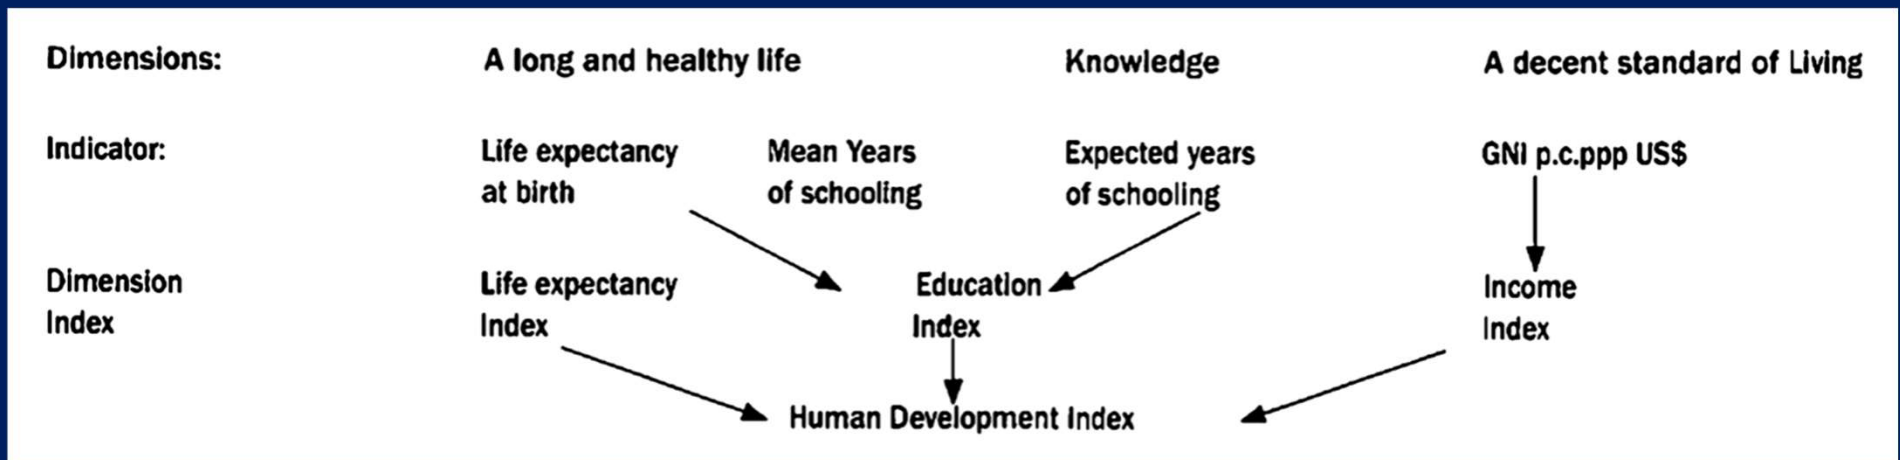 Dimensions: A long and healthy life Knowledge A decent standard of Living
Indicator: Life expectancy Mean Years Expected years GNI p.c.ppp US$
at birth of schooling of schooling
Dimension Life expectancy Education Income
Index Index Index Index
Human Development Index